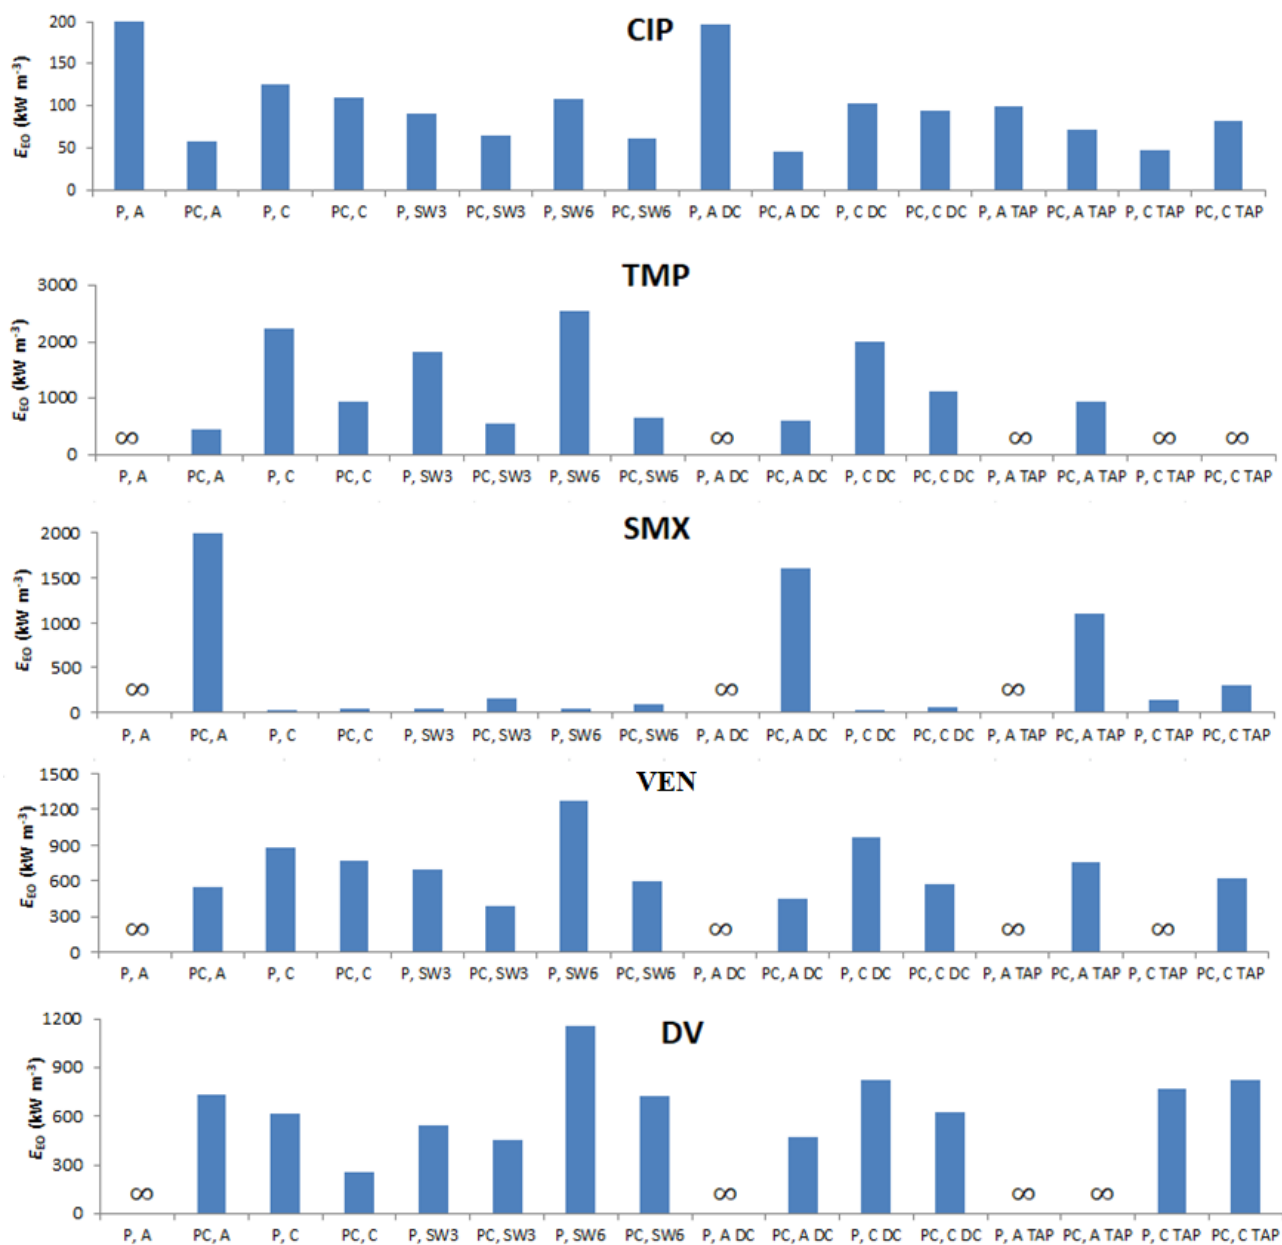 CIP
E_EO (kW m⁻³)
200
150
100
50
0
P, A PC, A P, C PC, C P, SW3 PC, SW3 P, SW6 PC, SW6 P, A DC PC, A DC P, C DC PC, C DC P, A TAP PC, A TAP P, C TAP PC, C TAP
TMP
E_EO (kW m⁻³)
3000
2000
1000
0
∞ ∞ ∞ ∞ ∞
P, A PC, A P, C PC, C P, SW3 PC, SW3 P, SW6 PC, SW6 P, A DC PC, A DC P, C DC PC, C DC P, A TAP PC, A TAP P, C TAP PC, C TAP
SMX
E_EO (kW m⁻³)
2000
1500
1000
500
0
∞ ∞ ∞
P, A PC, A P, C PC, C P, SW3 PC, SW3 P, SW6 PC, SW6 P, A DC PC, A DC P, C DC PC, C DC P, A TAP PC, A TAP P, C TAP PC, C TAP
VEN
E_EO (kW m⁻³)
1500
1200
900
600
300
0
∞ ∞ ∞ ∞
P, A PC, A P, C PC, C P, SW3 PC, SW3 P, SW6 PC, SW6 P, A DC PC, A DC P, C DC PC, C DC P, A TAP PC, A TAP P, C TAP PC, C TAP
DV
E_EO (kW m⁻³)
1200
900
600
300
0
∞ ∞ ∞ ∞
P, A PC, A P, C PC, C P, SW3 PC, SW3 P, SW6 PC, SW6 P, A DC PC, A DC P, C DC PC, C DC P, A TAP PC, A TAP P, C TAP PC, C TAP